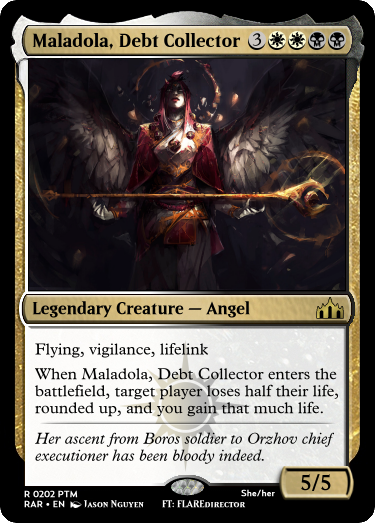 Maladola, Debt Collector 3
Legendary Creature — Angel
Flying, vigilance, lifelink
When Maladola, Debt Collector enters the
battlefield, target player loses half their life,
rounded up, and you gain that much life.
Her ascent from Boros soldier to Orzhov chief
executioner has been bloody indeed.
5/5
R 0202 PTM She/her
RAR • EN Jason Nguyen FT: FLAREdirector